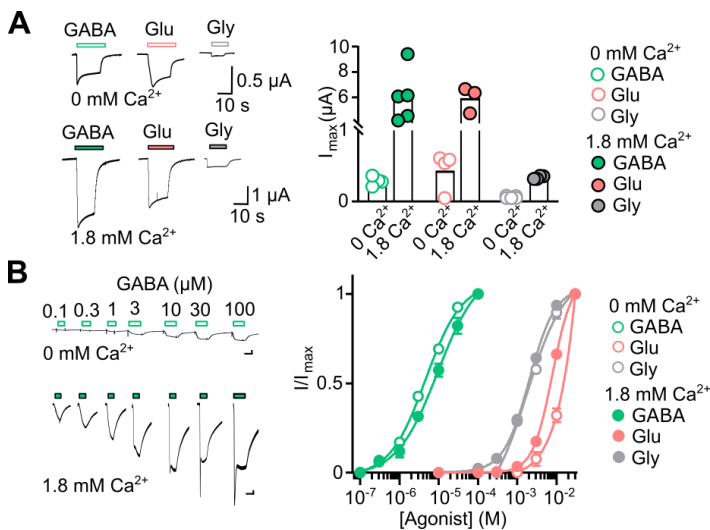 A
GABA Glu Gly
0 mM Ca²⁺
0.5 µA
10 s
GABA Glu Gly
1.8 mM Ca²⁺
1 µA
10 s
Imax (µA)
10
8
6
4
1
0
0 Ca²⁺
1.8 Ca²⁺
0 Ca²⁺
1.8 Ca²⁺
0 Ca²⁺
1.8 Ca²⁺
0 mM Ca²⁺
GABA
Glu
Gly
1.8 mM Ca²⁺
GABA
Glu
Gly
B
GABA (µM)
0.1 0.3 1 3 10 30 100
0 mM Ca²⁺
1.8 mM Ca²⁺
I/Imax
1
0.5
0
10⁻⁷ 10⁻⁶ 10⁻⁵ 10⁻⁴ 10⁻³ 10⁻²
[Agonist] (M)
0 mM Ca²⁺
GABA
Glu
Gly
1.8 mM Ca²⁺
GABA
Glu
Gly